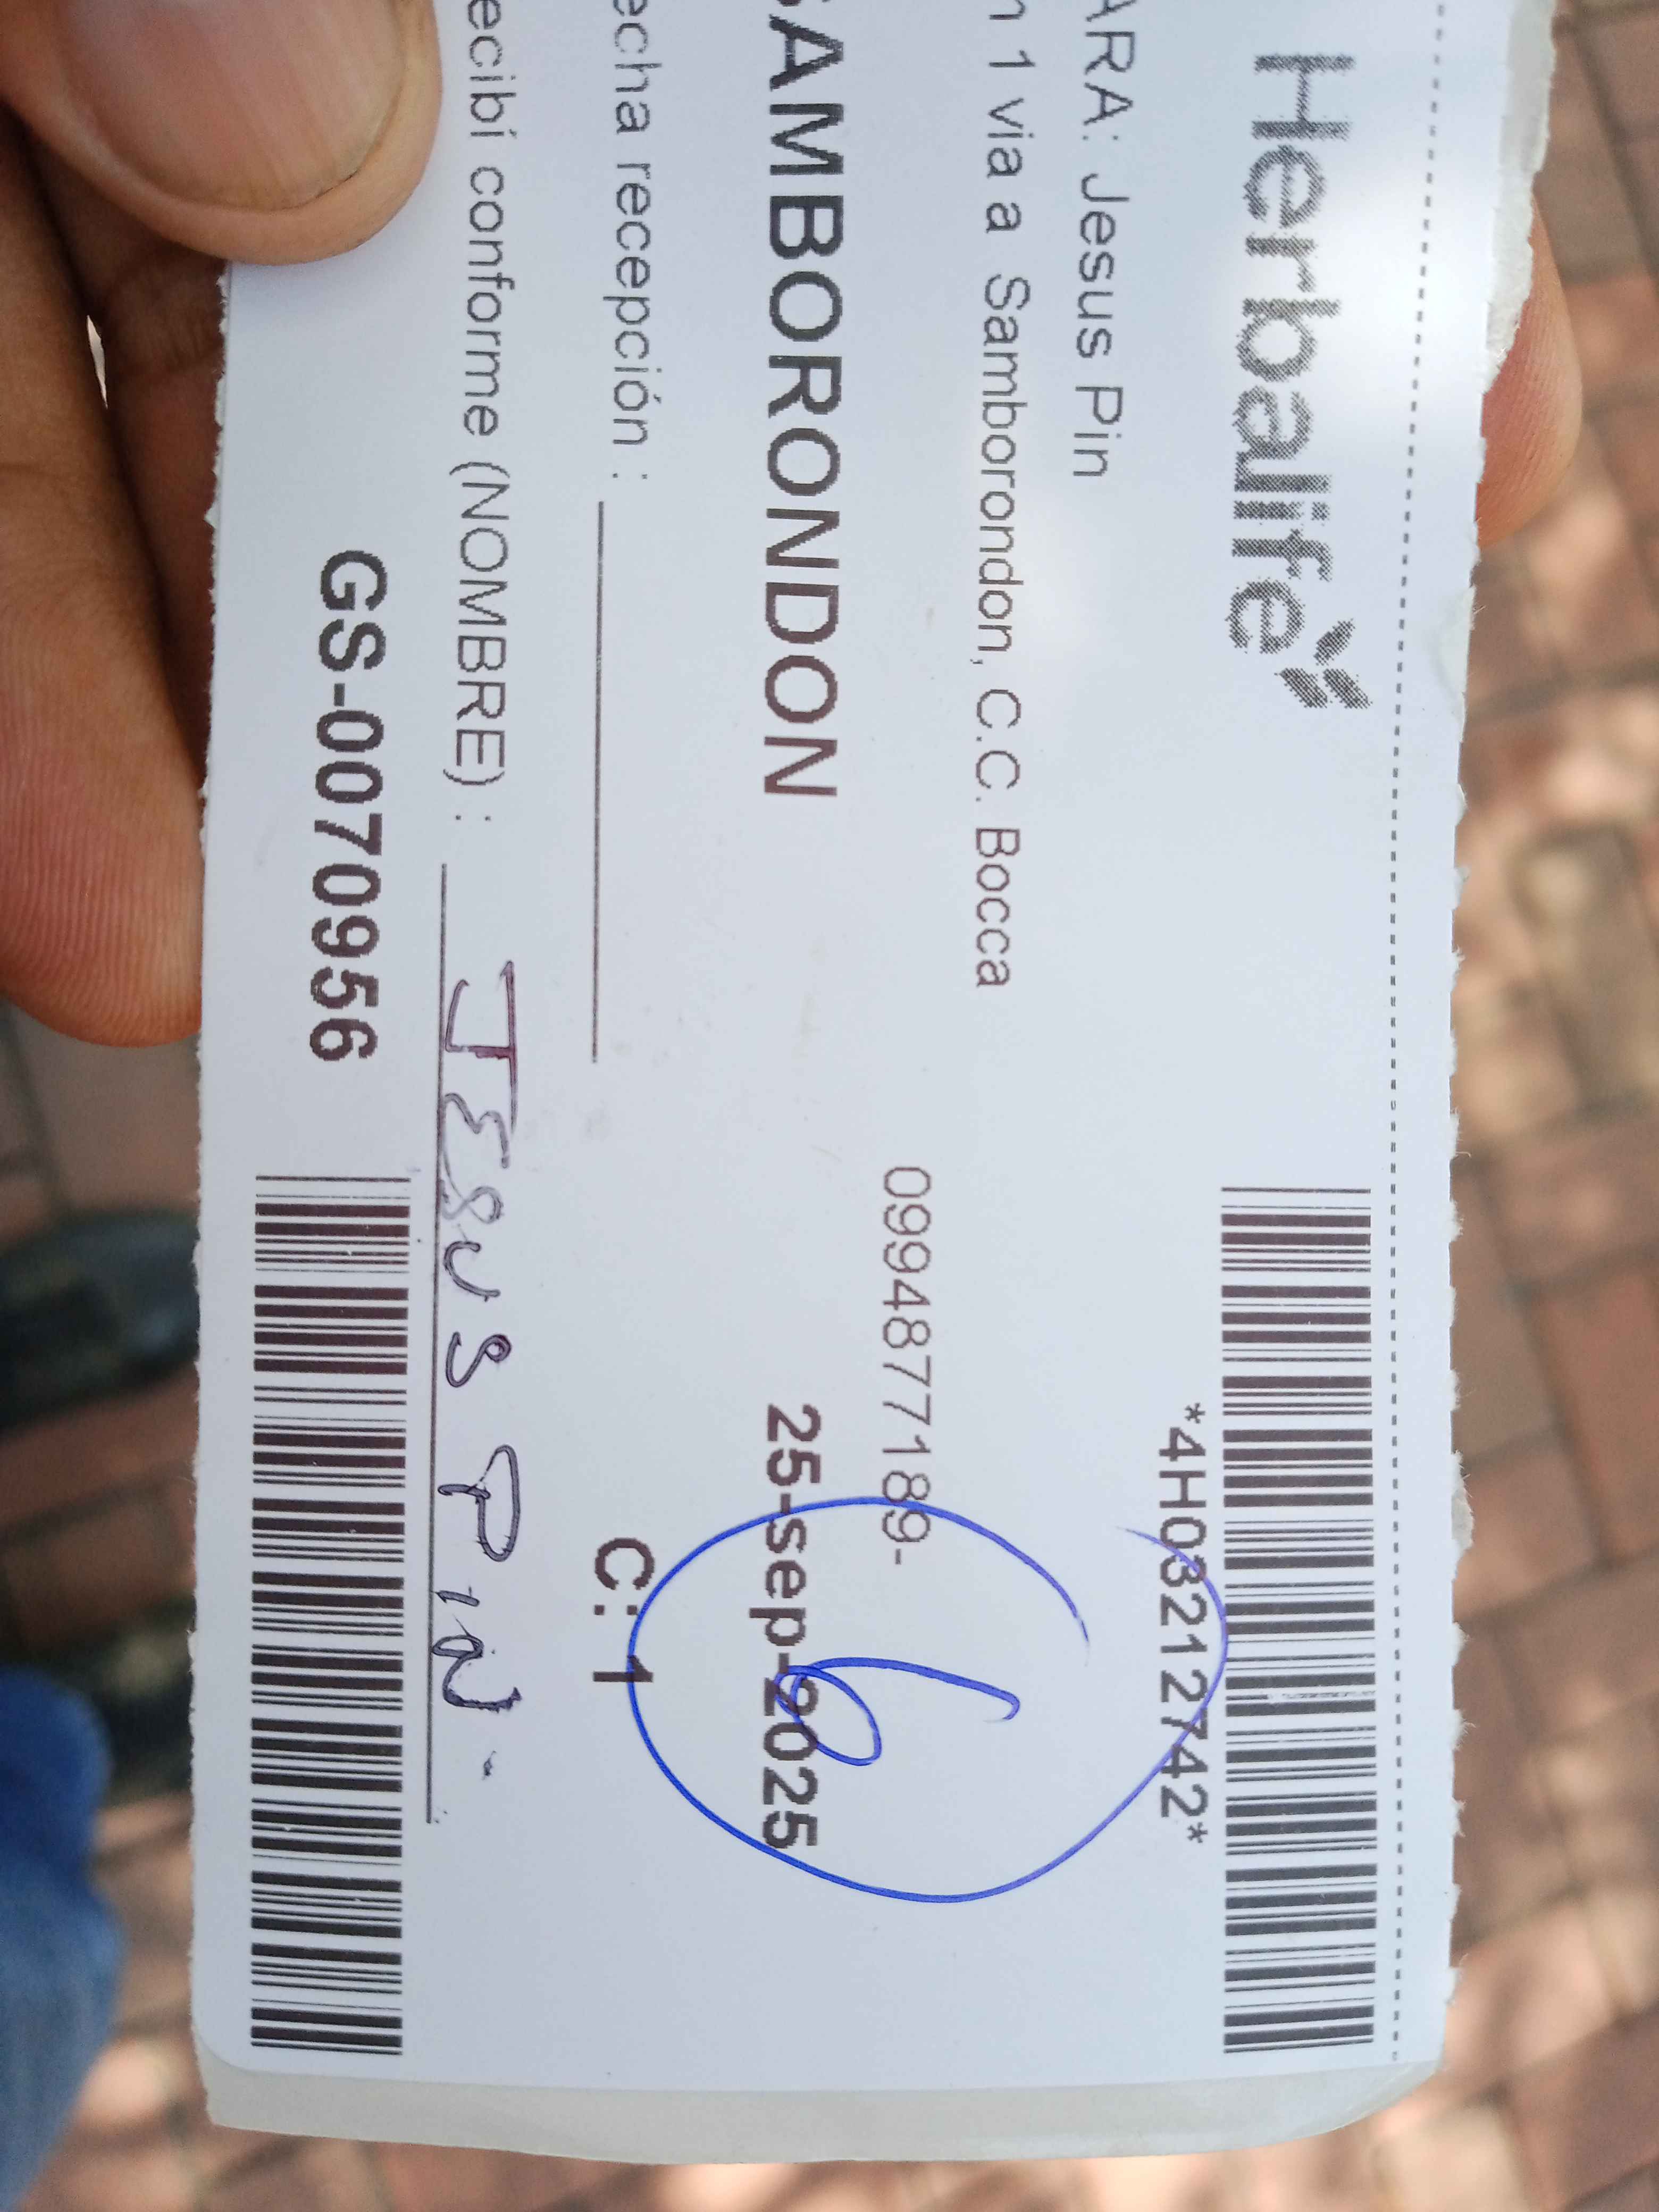 Herbalife
*4H03212742*
ARA: Jesus Pin
n 1 via a Samborondon, C.C. Bocca
0994877189-
SAMBORONDON
25-sep-2025
6
echa recepción :
C: 1
ecibí conforme (NOMBRE) : JESUS PIN.
GS-0070956